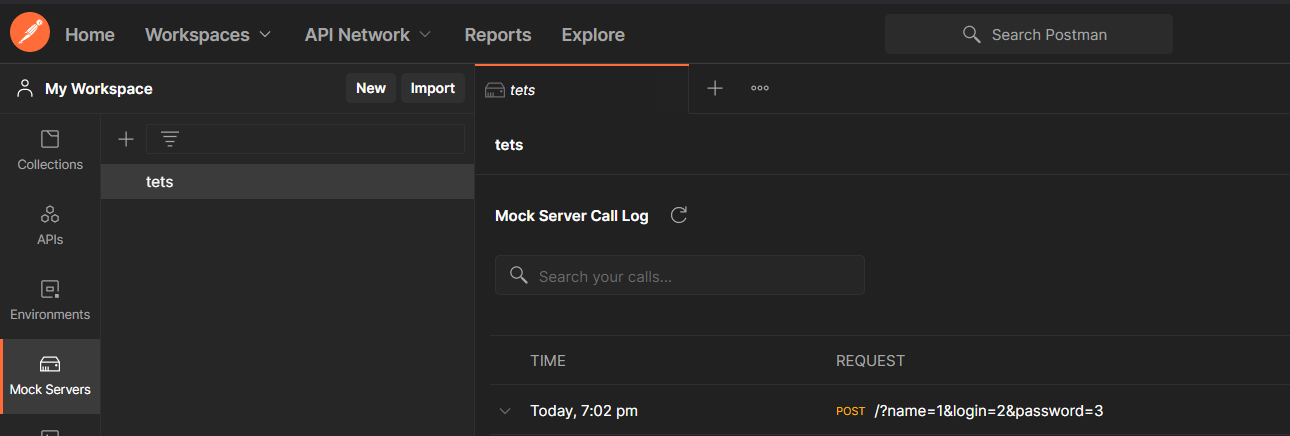 Home Workspaces API Network Reports Explore Search Postman
My Workspace New Import tets
Collections
APIs
Environments
Mock Servers
tets
tets
Mock Server Call Log
Search your calls...
TIME REQUEST
Today, 7:02 pm POST /?name=1&login=2&password=3